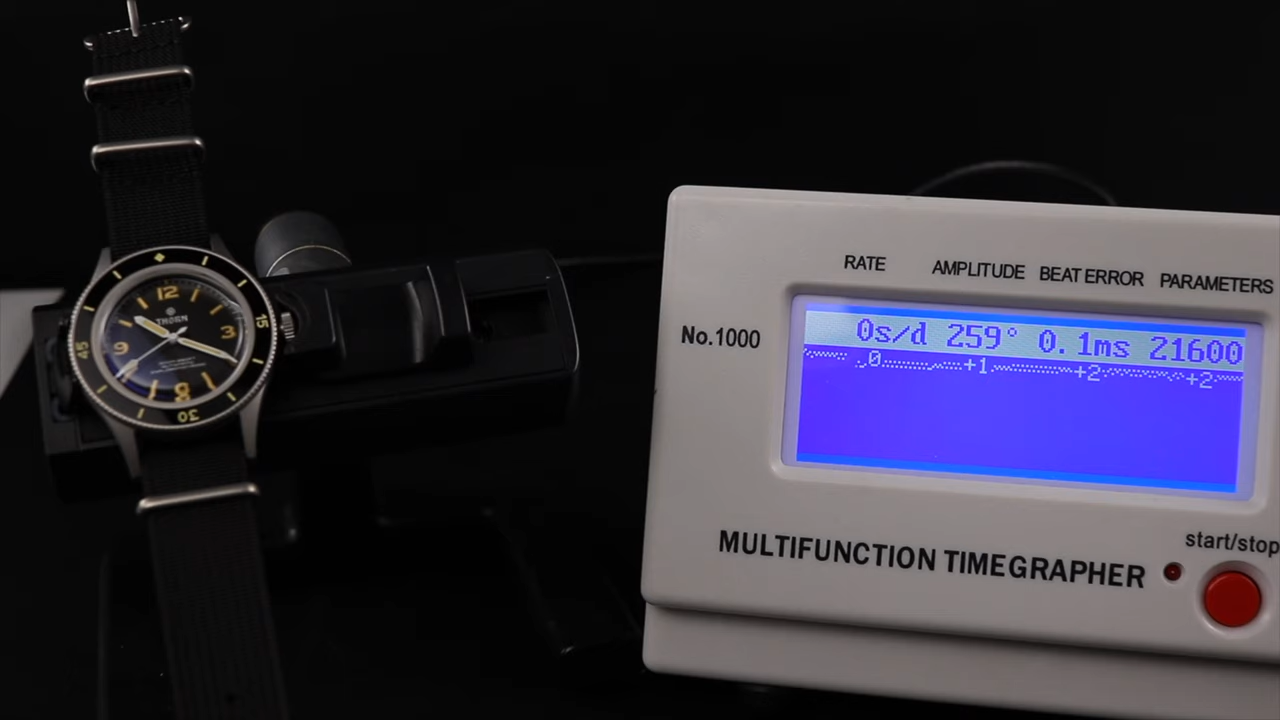 12
THORN
3
9
6
15
30
45
RATE AMPLITUDE BEAT ERROR PARAMETERS
No.1000
0s/d 259° 0.1ms 21600
0 +1 +2 +2
MULTIFUNCTION TIMEGRAPHER
start/stop